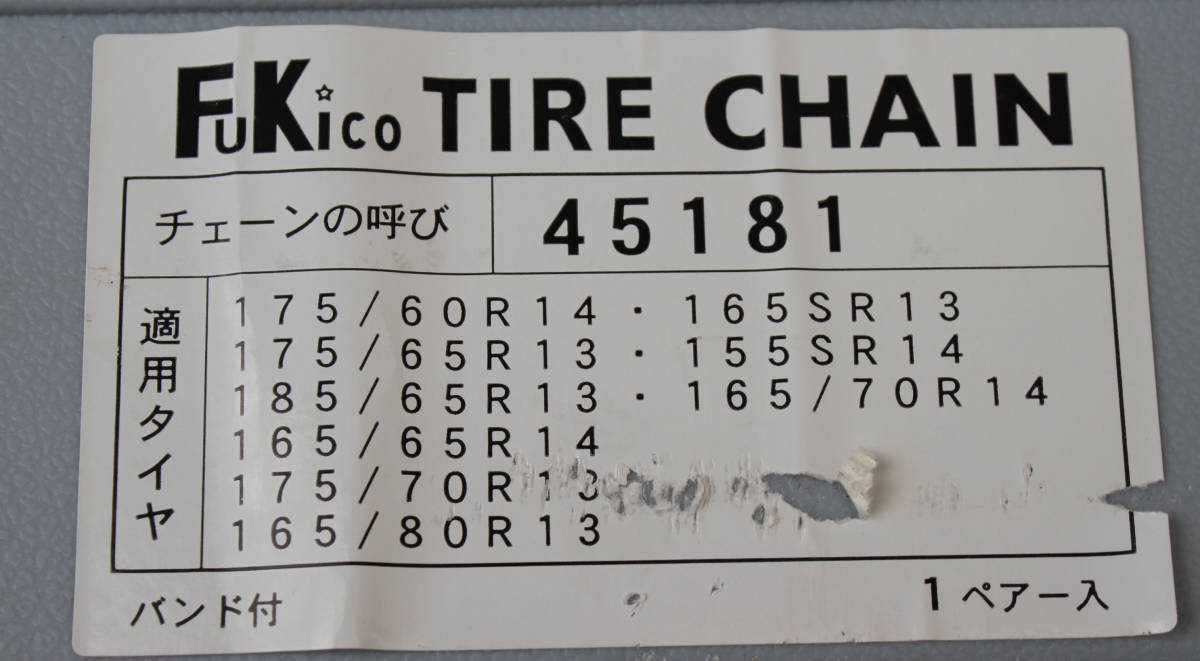 FuKico TIRE CHAIN
チェーンの呼び 45181
適用タイヤ
175/60R14・165SR13
175/65R13・155SR14
185/65R13・165/70R14
165/65R14
175/70R13
165/80R13
バンド付 1ペアー入